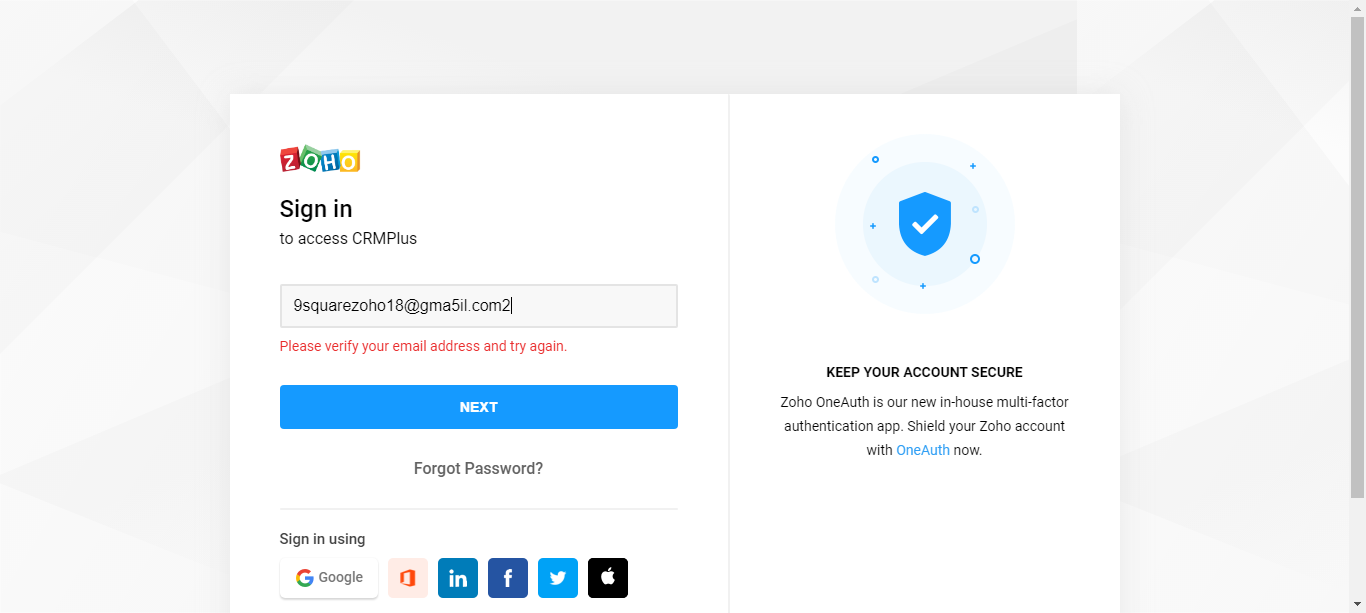 ZOHO
Sign in
to access CRMPlus
9squarezoho18@gma5il.com2
Please verify your email address and try again.
NEXT
Forgot Password?
Sign in using
Google
in
f
KEEP YOUR ACCOUNT SECURE
Zoho OneAuth is our new in-house multi-factor
authentication app. Shield your Zoho account
with OneAuth now.